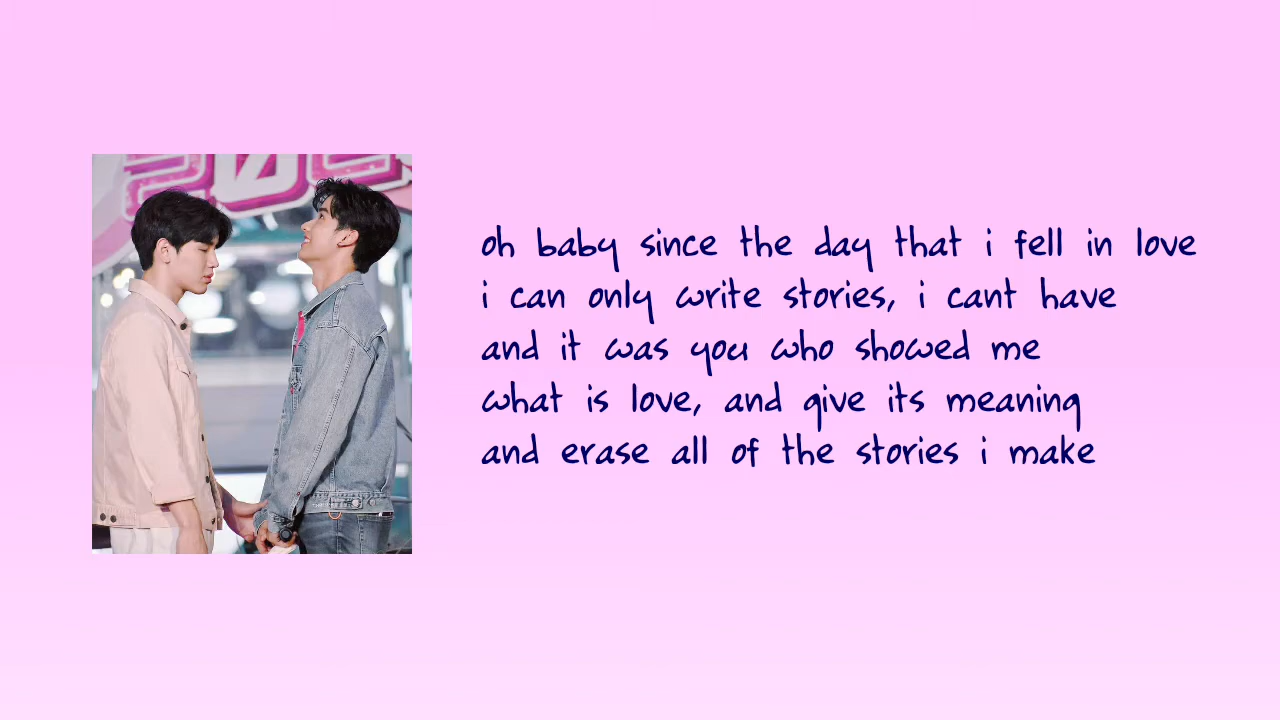 oh baby since the day that i fell in love
i can only write stories, i cant have
and it was you who showed me
what is love, and give its meaning
and erase all of the stories i make